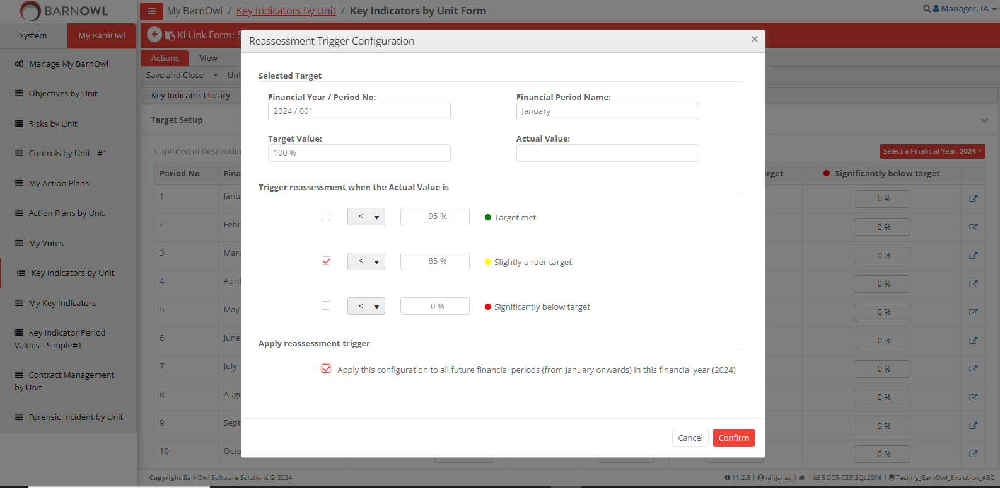 BARNOWL
My BarnOwl / Key Indicators by Unit / Key Indicators by Unit Form
Manager, IA
System
My BarnOwl
KI Link Form: S
Manage My BarnOwl
Objectives by Unit
Risks by Unit
Controls by Unit - #1
My Action Plans
Action Plans by Unit
My Votes
Key Indicators by Unit
My Key Indicators
Key Indicator Period
Values - Simple#1
Contract Management
by Unit
Forensic Incident by Unit
Actions
View
Save and Close
Unl
Key Indicator Library
Target Setup
Captured in Descendin
Select a Financial Year: 2024
Period No
Fina
rget
Significantly below target
1
Janu
0 %
2
Febr
0 %
3
Marc
0 %
4
April
0 %
5
May
0 %
6
June
0 %
7
July
0 %
8
Augu
0 %
9
Sept
0 %
10
Octo
0 %
Reassessment Trigger Configuration
×
Selected Target
Financial Year / Period No:
Financial Period Name:
2024 / 001
January
Target Value:
Actual Value:
100 %
Trigger reassessment when the Actual Value is
<
95 %
Target met
<
85 %
Slightly under target
<
0 %
Significantly below target
Apply reassessment trigger
Apply this configuration to all future financial periods (from January onwards) in this financial year (2024)
Cancel
Confirm
Copyright BarnOwl Software Solutions © 2024
11.2.8 | idi\jcrisp | | BOCS-CSS\SQL2016 | Testing_BarnOwl_Evolution_ABC